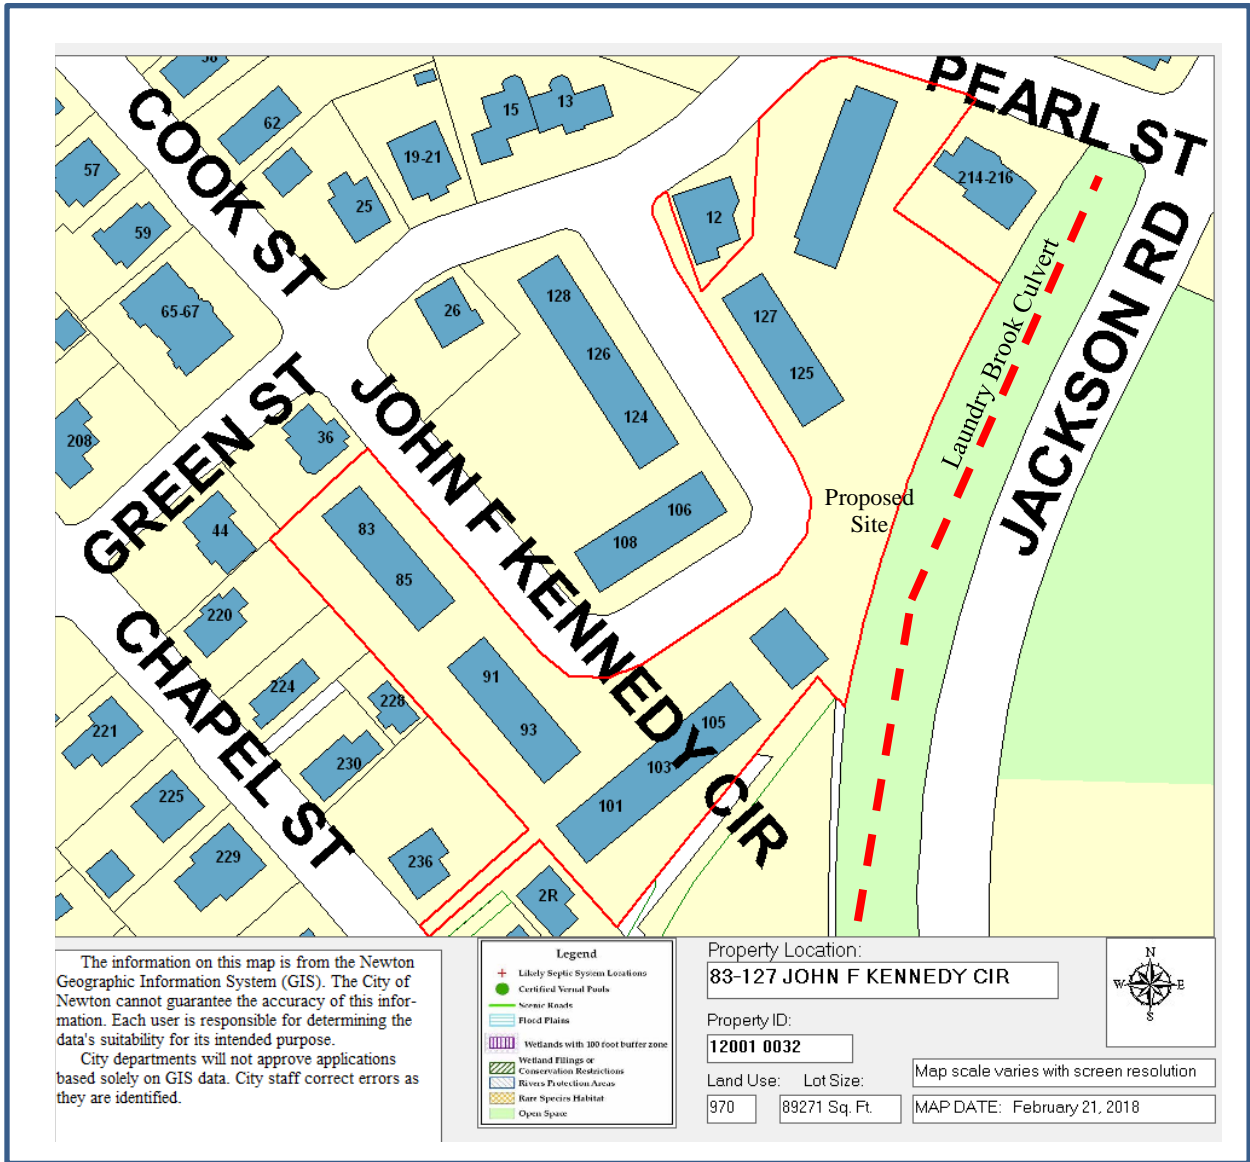 58
PEARL ST
COOK ST
62
15
13
19-21
57
25
214-216
59
12
65-67
26
128
127
126
125
124
208
36
GREEN ST
JOHN F KENNEDY CIR
Laundry Brook Culvert
JACKSON RD
Proposed
Site
83
85
44
106
108
220
CHAPEL ST
224
228
91
93
105
103
101
221
230
225
229
236
2R
The information on this map is from the Newton
Geographic Information System (GIS). The City of
Newton cannot guarantee the accuracy of this infor-
mation. Each user is responsible for determining the
data's suitability for its intended purpose.
City departments will not approve applications
based solely on GIS data. City staff correct errors as
they are identified.
Legend
Likely Septic System Locations
Certified Vernal Pools
Scenic Roads
Flood Plains
Wetlands with 100 foot buffer zone
Wetland Filings or
Conservation Restrictions
Rivers Protection Areas
Rare Species Habitat
Open Space
Property Location:
83-127 JOHN F KENNEDY CIR
Property ID:
12001 0032
Land Use: Lot Size:
970 89271 Sq. Ft.
N
W E
S
Map scale varies with screen resolution
MAP DATE: February 21, 2018